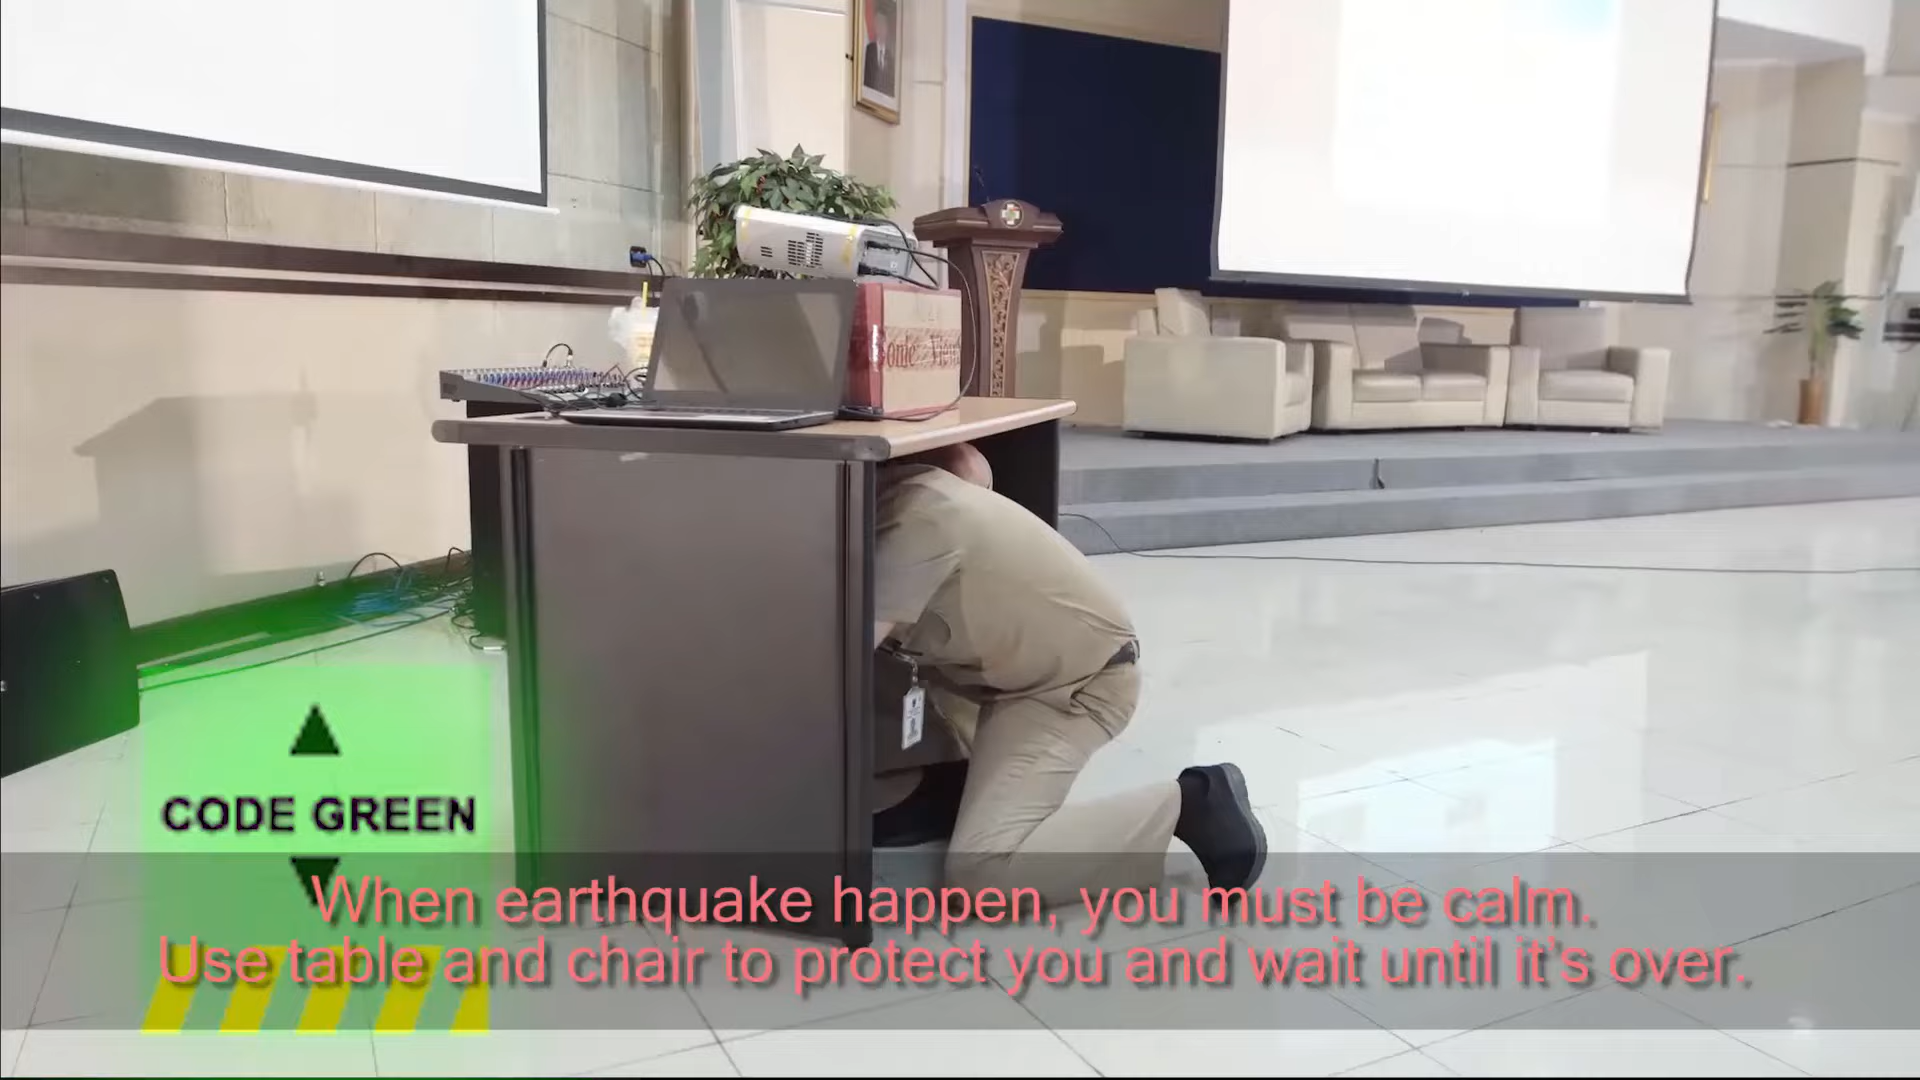 CODE GREEN
When earthquake happen, you must be calm.
Use table and chair to protect you and wait until it's over.